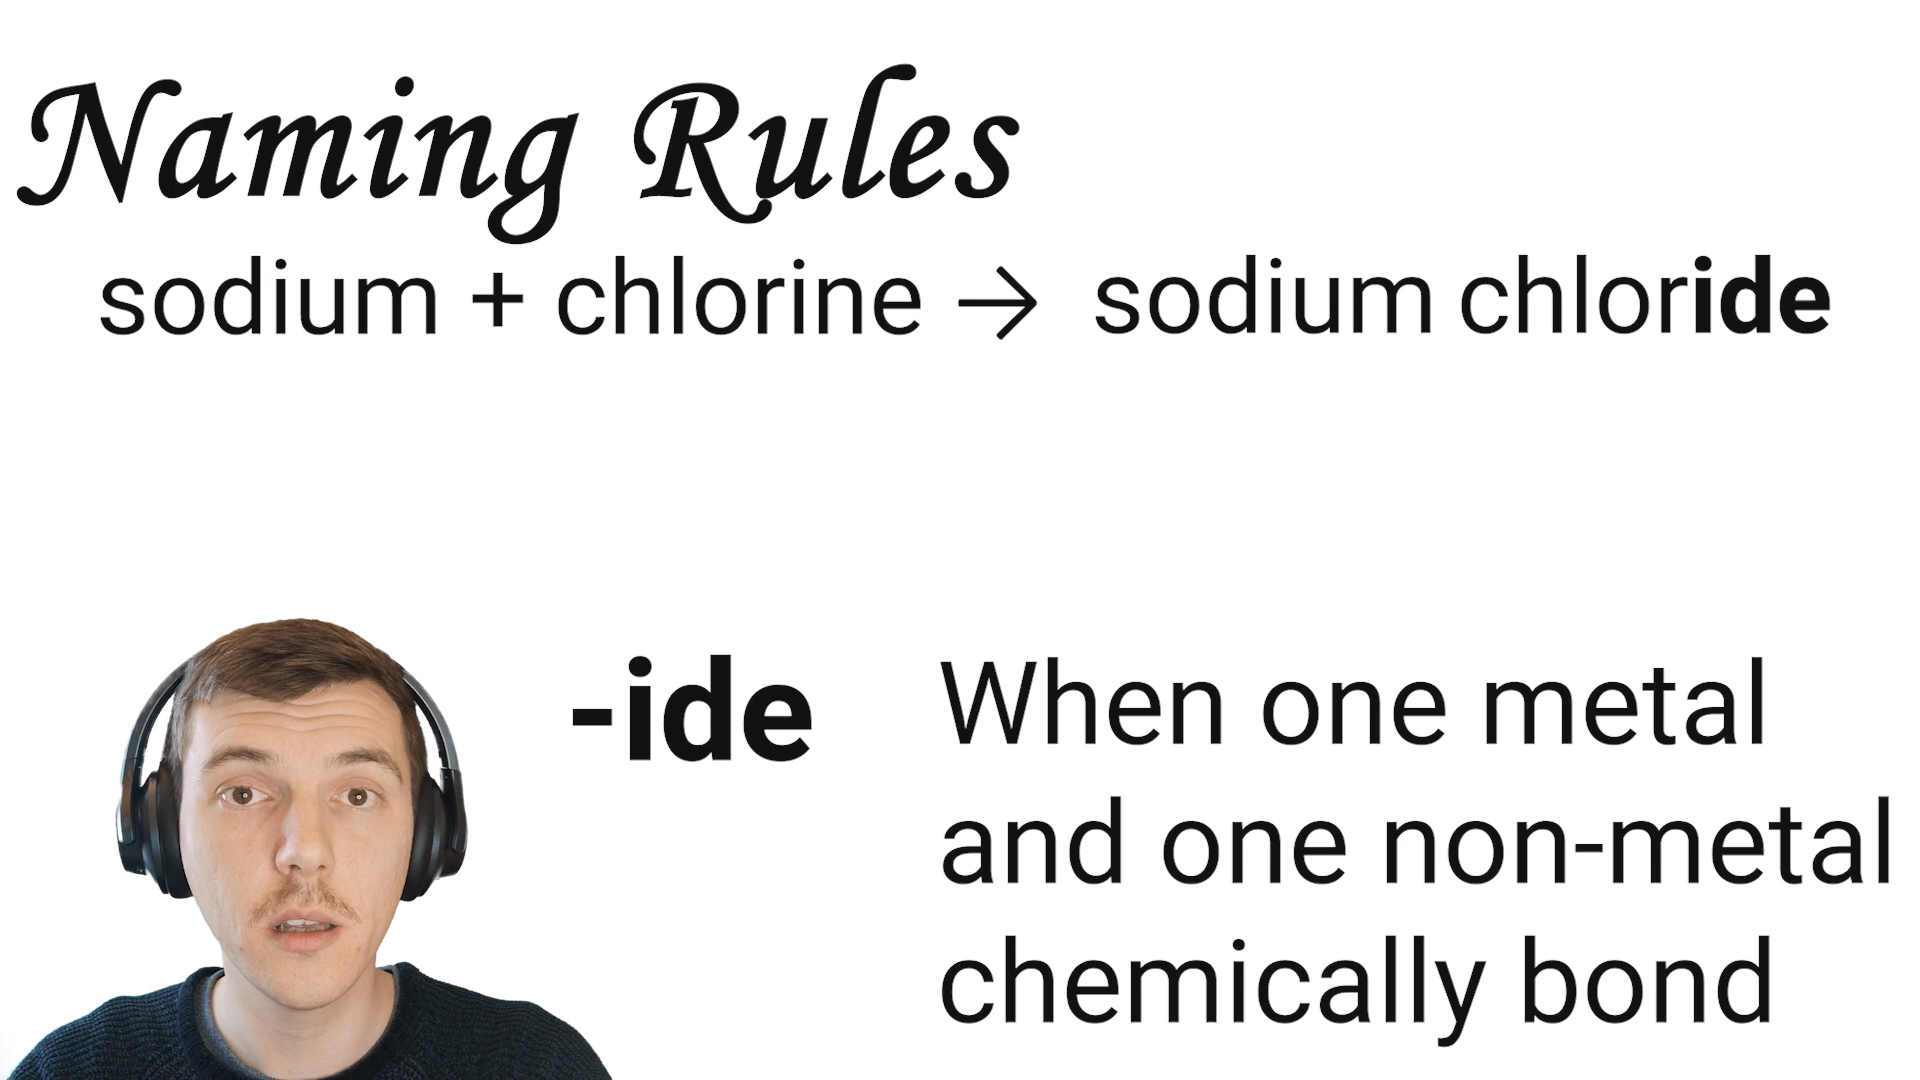 Naming Rules
sodium + chlorine → sodium chloride
-ide
When one metal
and one non-metal
chemically bond